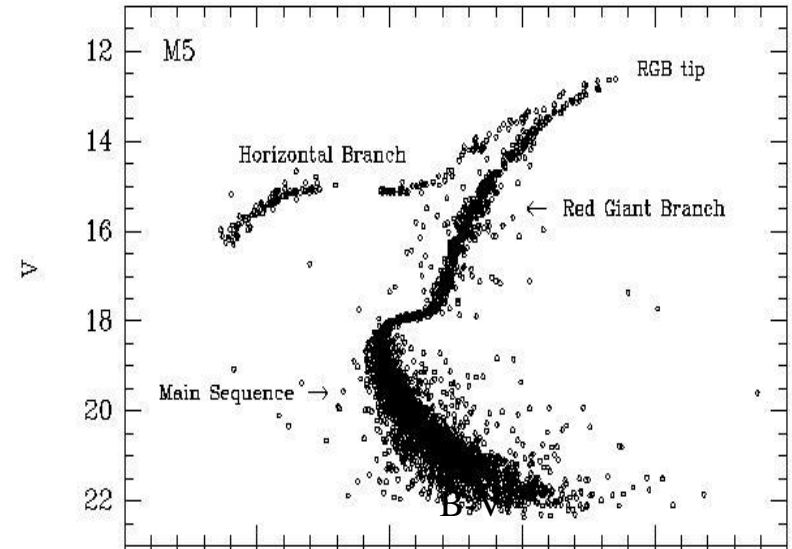 12
M5
RGB tip
14
Horizontal Branch
Red Giant Branch
16
V
18
Main Sequence
20
22
B-V